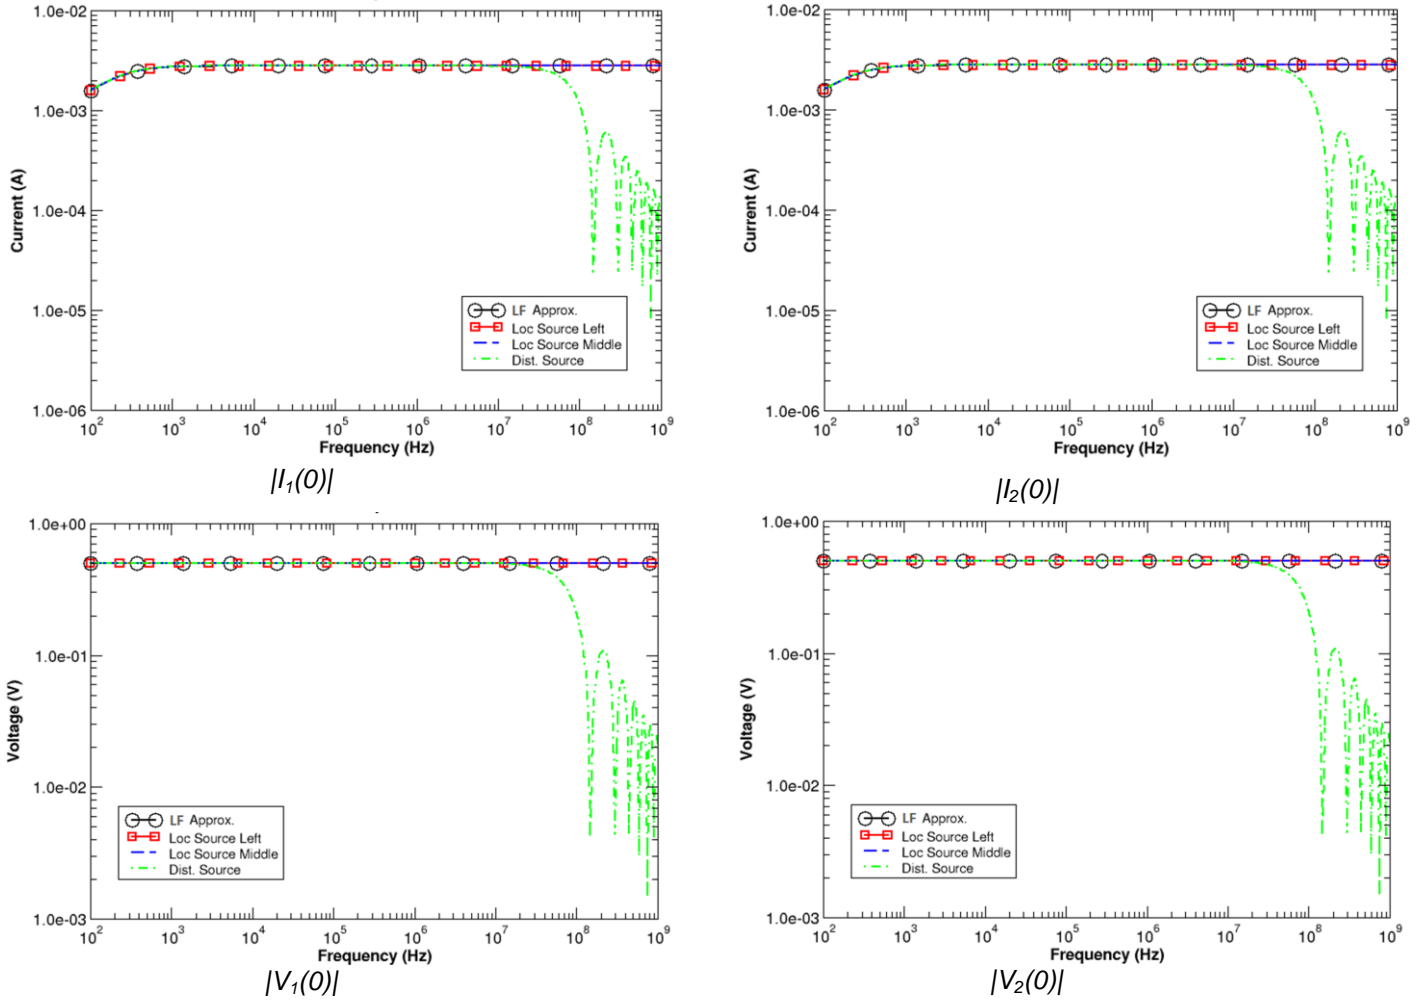 1.0e-02
1.0e-03
1.0e-04
1.0e-05
1.0e-06
Current (A)
LF Approx.
Loc Source Left
Loc Source Middle
Dist. Source
10² 10³ 10⁴ 10⁵ 10⁶ 10⁷ 10⁸ 10⁹
Frequency (Hz)
|I₁(0)|
1.0e-02
1.0e-03
1.0e-04
1.0e-05
1.0e-06
Current (A)
LF Approx.
Loc Source Left
Loc Source Middle
Dist. Source
10² 10³ 10⁴ 10⁵ 10⁶ 10⁷ 10⁸ 10⁹
Frequency (Hz)
|I₂(0)|
1.0e+00
1.0e-01
1.0e-02
1.0e-03
Voltage (V)
LF Approx.
Loc Source Left
Loc Source Middle
Dist. Source
10² 10³ 10⁴ 10⁵ 10⁶ 10⁷ 10⁸ 10⁹
Frequency (Hz)
|V₁(0)|
1.0e+00
1.0e-01
1.0e-02
1.0e-03
Voltage (V)
LF Approx.
Loc Source Left
Loc Source Middle
Dist. Source
10² 10³ 10⁴ 10⁵ 10⁶ 10⁷ 10⁸ 10⁹
Frequency (Hz)
|V₂(0)|